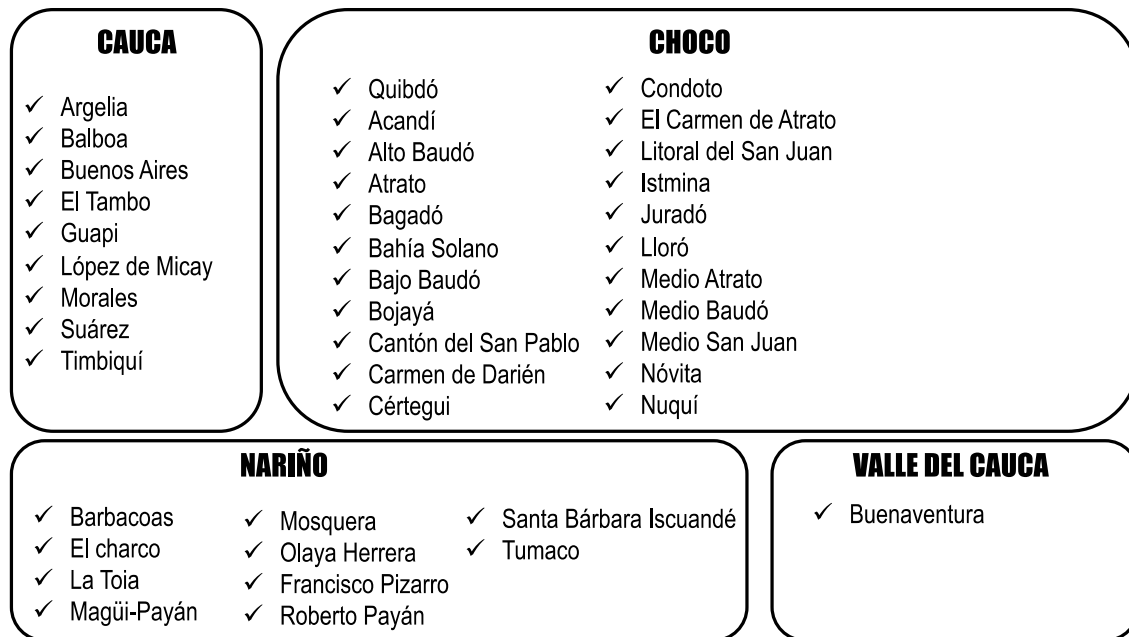 CAUCA
✓ Argelia
✓ Balboa
✓ Buenos Aires
✓ El Tambo
✓ Guapi
✓ López de Micay
✓ Morales
✓ Suárez
✓ Timbiquí
CHOCO
✓ Quibdó
✓ Acandí
✓ Alto Baudó
✓ Atrato
✓ Bagadó
✓ Bahía Solano
✓ Bajo Baudó
✓ Bojayá
✓ Cantón del San Pablo
✓ Carmen de Darién
✓ Cértegui
✓ Condoto
✓ El Carmen de Atrato
✓ Litoral del San Juan
✓ Istmina
✓ Juradó
✓ Lloró
✓ Medio Atrato
✓ Medio Baudó
✓ Medio San Juan
✓ Nóvita
✓ Nuquí
NARIÑO
✓ Barbacoas
✓ El charco
✓ La Toia
✓ Magüi-Payán
✓ Mosquera
✓ Olaya Herrera
✓ Francisco Pizarro
✓ Roberto Payán
✓ Santa Bárbara Iscuandé
✓ Tumaco
VALLE DEL CAUCA
✓ Buenaventura